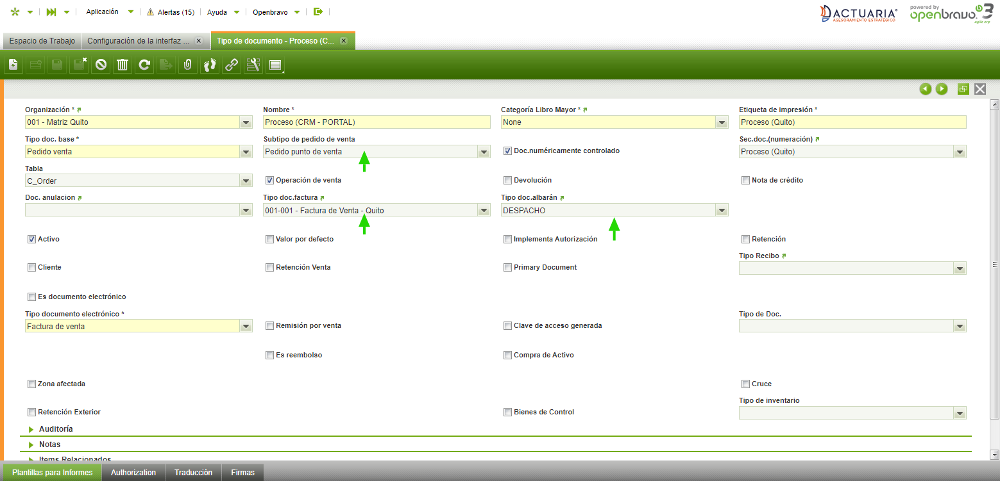 Aplicación
Alertas (15)
Ayuda
Openbravo
ACTUARIA
ASESORAMIENTO ESTRATÉGICO
powered by
openbravo 3
agile erp
Espacio de Trabajo
Configuración de la interfaz ...
Tipo de documento - Proceso (C...
Organización * Nombre * Categoría Libro Mayor * Etiqueta de impresión *
001 - Matriz Quito Proceso (CRM - PORTAL) None Proceso (Quito)
Tipo doc. base * Subtipo de pedido de venta Sec.doc.(numeración)
Pedido venta Pedido punto de venta Doc.numéricamente controlado Proceso (Quito)
Tabla
C_Order Operación de venta Devolución Nota de crédito
Doc. anulacion Tipo doc.factura Tipo doc.albarán
001-001 - Factura de Venta - Quito DESPACHO
Activo Valor por defecto Implementa Autorización Retención
Tipo Recibo
Cliente Retención Venta Primary Document
Es documento electrónico
Tipo documento electrónico * Tipo de Doc.
Factura de venta Remisión por venta Clave de acceso generada
Es reembolso Compra de Activo
Zona afectada Cruce
Tipo de inventario
Retención Exterior Bienes de Control
Auditoría
Notas
Items Relacionados
Plantillas para Informes Authorization Traducción Firmas